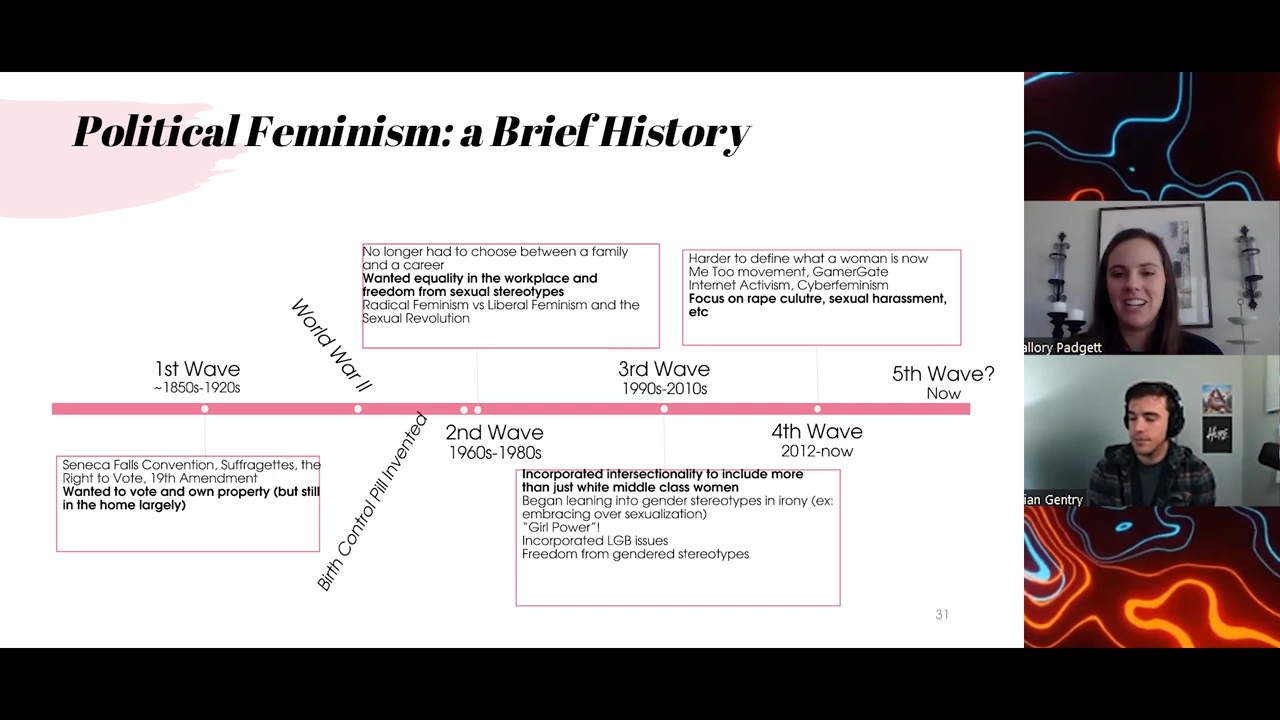 Political Feminism: a Brief History
No longer had to choose between a family
and a career
Wanted equality in the workplace and
freedom from sexual stereotypes
Radical Feminism vs Liberal Feminism and the
Sexual Revolution
Harder to define what a woman is now
Me Too movement, GamerGate
Internet Activism, Cyberfeminism
Focus on rape culutre, sexual harassment,
etc
World War II
1st Wave
~1850s-1920s
3rd Wave
1990s-2010s
5th Wave?
Now
2nd Wave
1960s-1980s
4th Wave
2012-now
Birth Control Pill Invented
Seneca Falls Convention, Suffragettes, the
Right to Vote, 19th Amendment
Wanted to vote and own property (but still
in the home largely)
Incorporated intersectionality to include more
than just white middle class women
Began leaning into gender stereotypes in irony (ex:
embracing over sexualization)
"Girl Power"!
Incorporated LGB issues
Freedom from gendered stereotypes
31
allory Padgett
ian Gentry